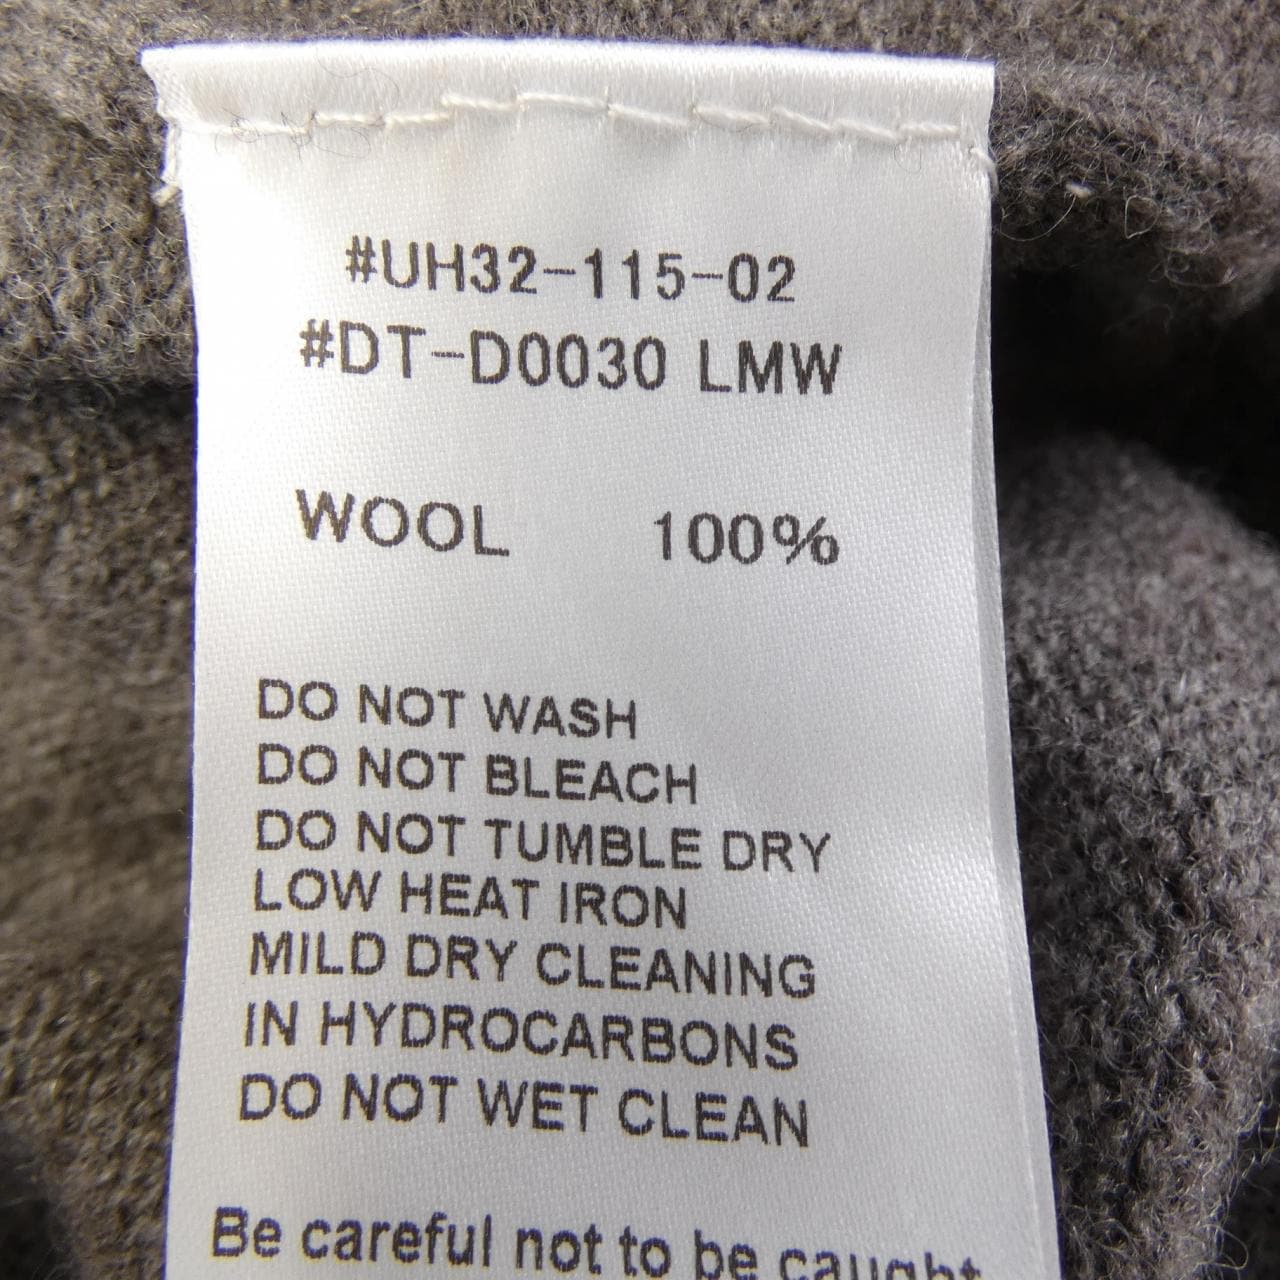 #UH32-115-02
#DT-D0030 LMW
WOOL 100%
DO NOT WASH
DO NOT BLEACH
DO NOT TUMBLE DRY
LOW HEAT IRON
MILD DRY CLEANING
IN HYDROCARBONS
DO NOT WET CLEAN
Be careful not to be caught